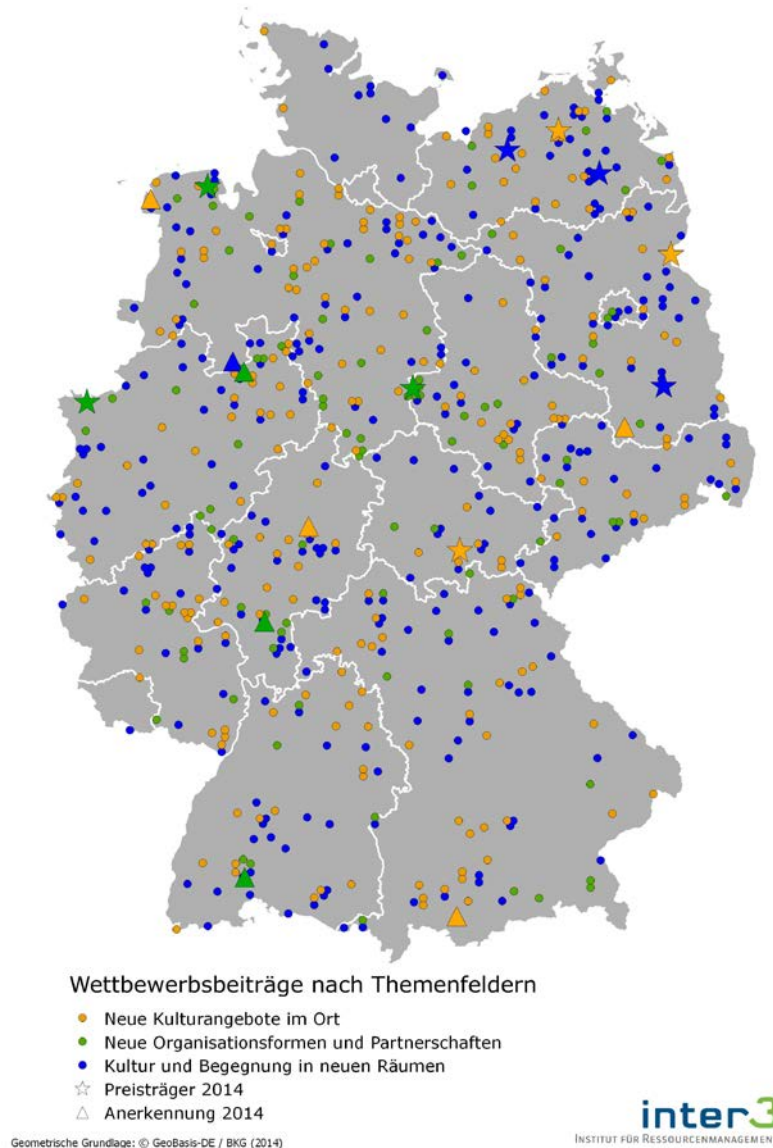 Wettbewerbsbeiträge nach Themenfeldern
Neue Kulturangebote im Ort
Neue Organisationsformen und Partnerschaften
Kultur und Begegnung in neuen Räumen
Preisträger 2014
Anerkennung 2014
inter3
INSTITUT FÜR RESSOURCENMANAGEMEN
Geometrische Grundlage: © GeoBasis-DE / BKG (2014)